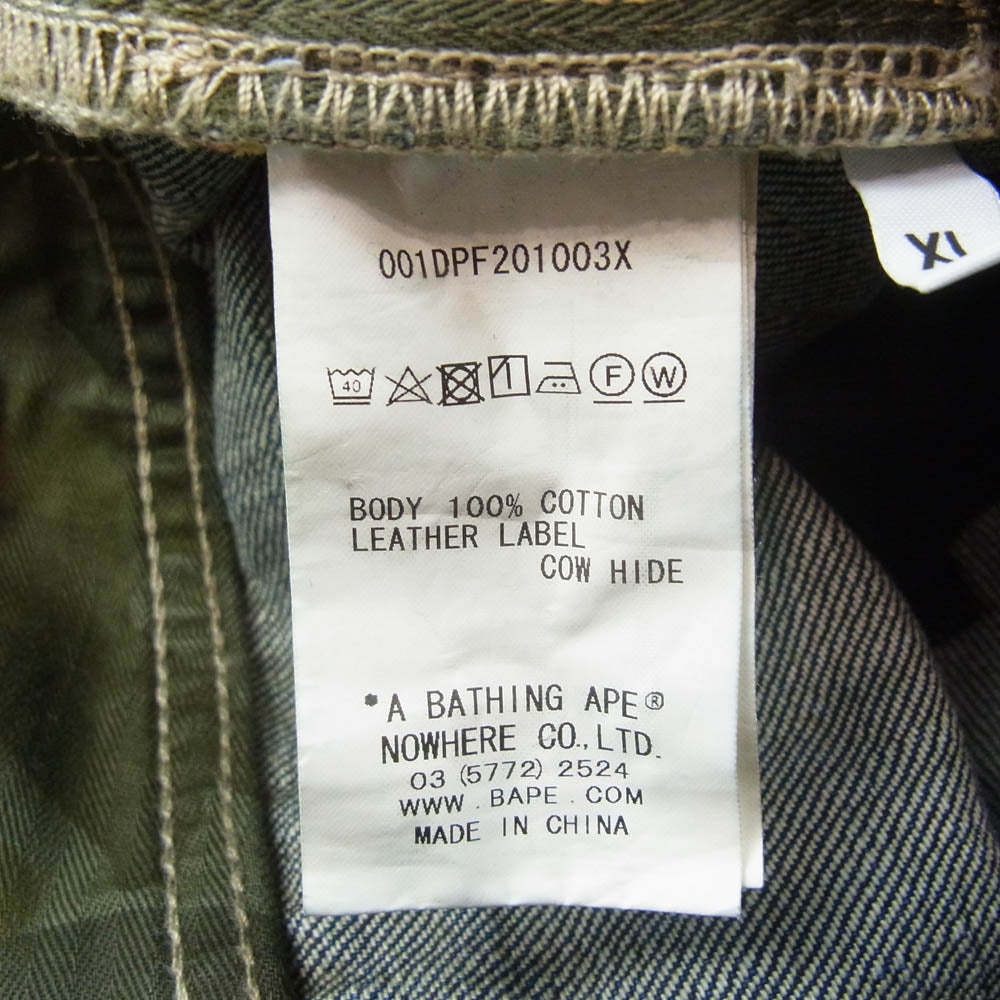 001DPF201003X
XL
40 F W
BODY 100% COTTON
LEATHER LABEL
COW HIDE
*A BATHING APE®
NOWHERE CO.,LTD.
03 (5772) 2524
WWW . BAPE . COM
MADE IN CHINA